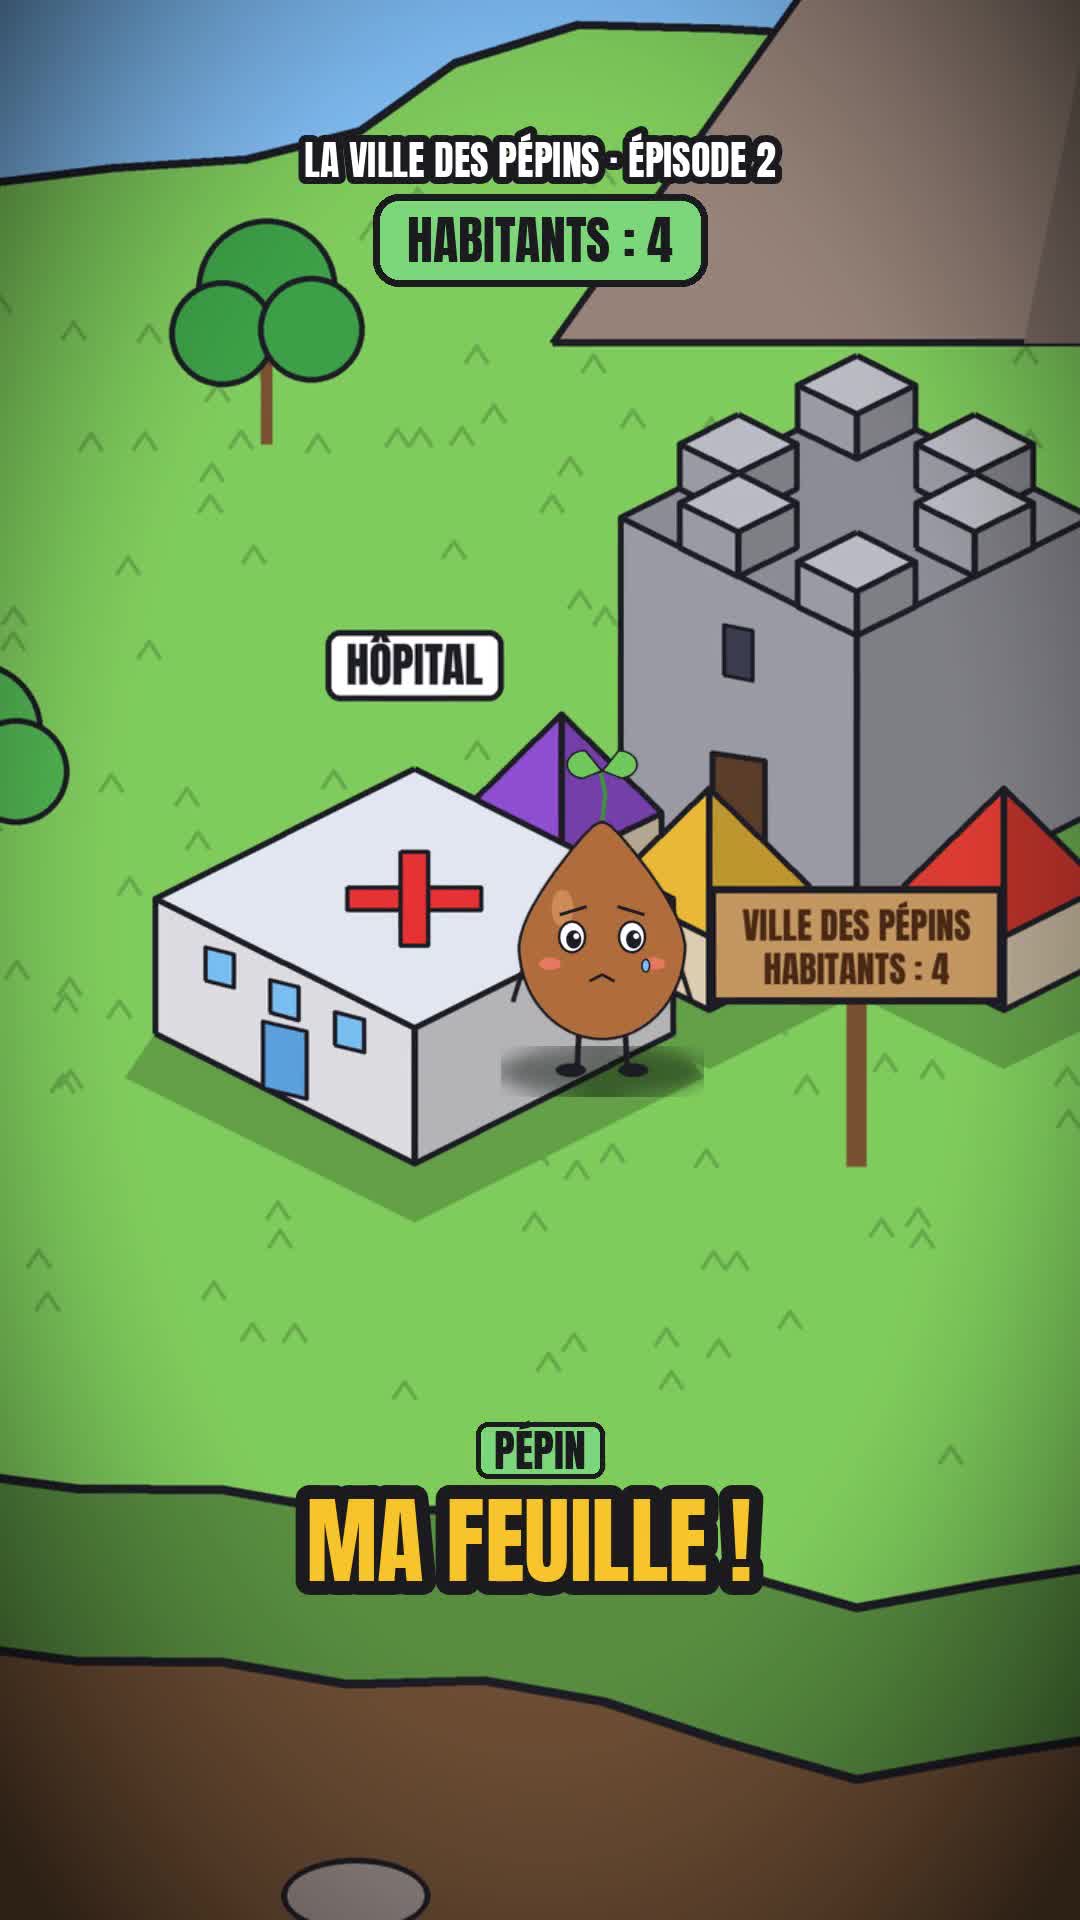 LA VILLE DES PÉPINS - ÉPISODE 2
HABITANTS : 4
HÔPITAL
VILLE DES PÉPINS
HABITANTS : 4
PÉPIN
MA FEUILLE !